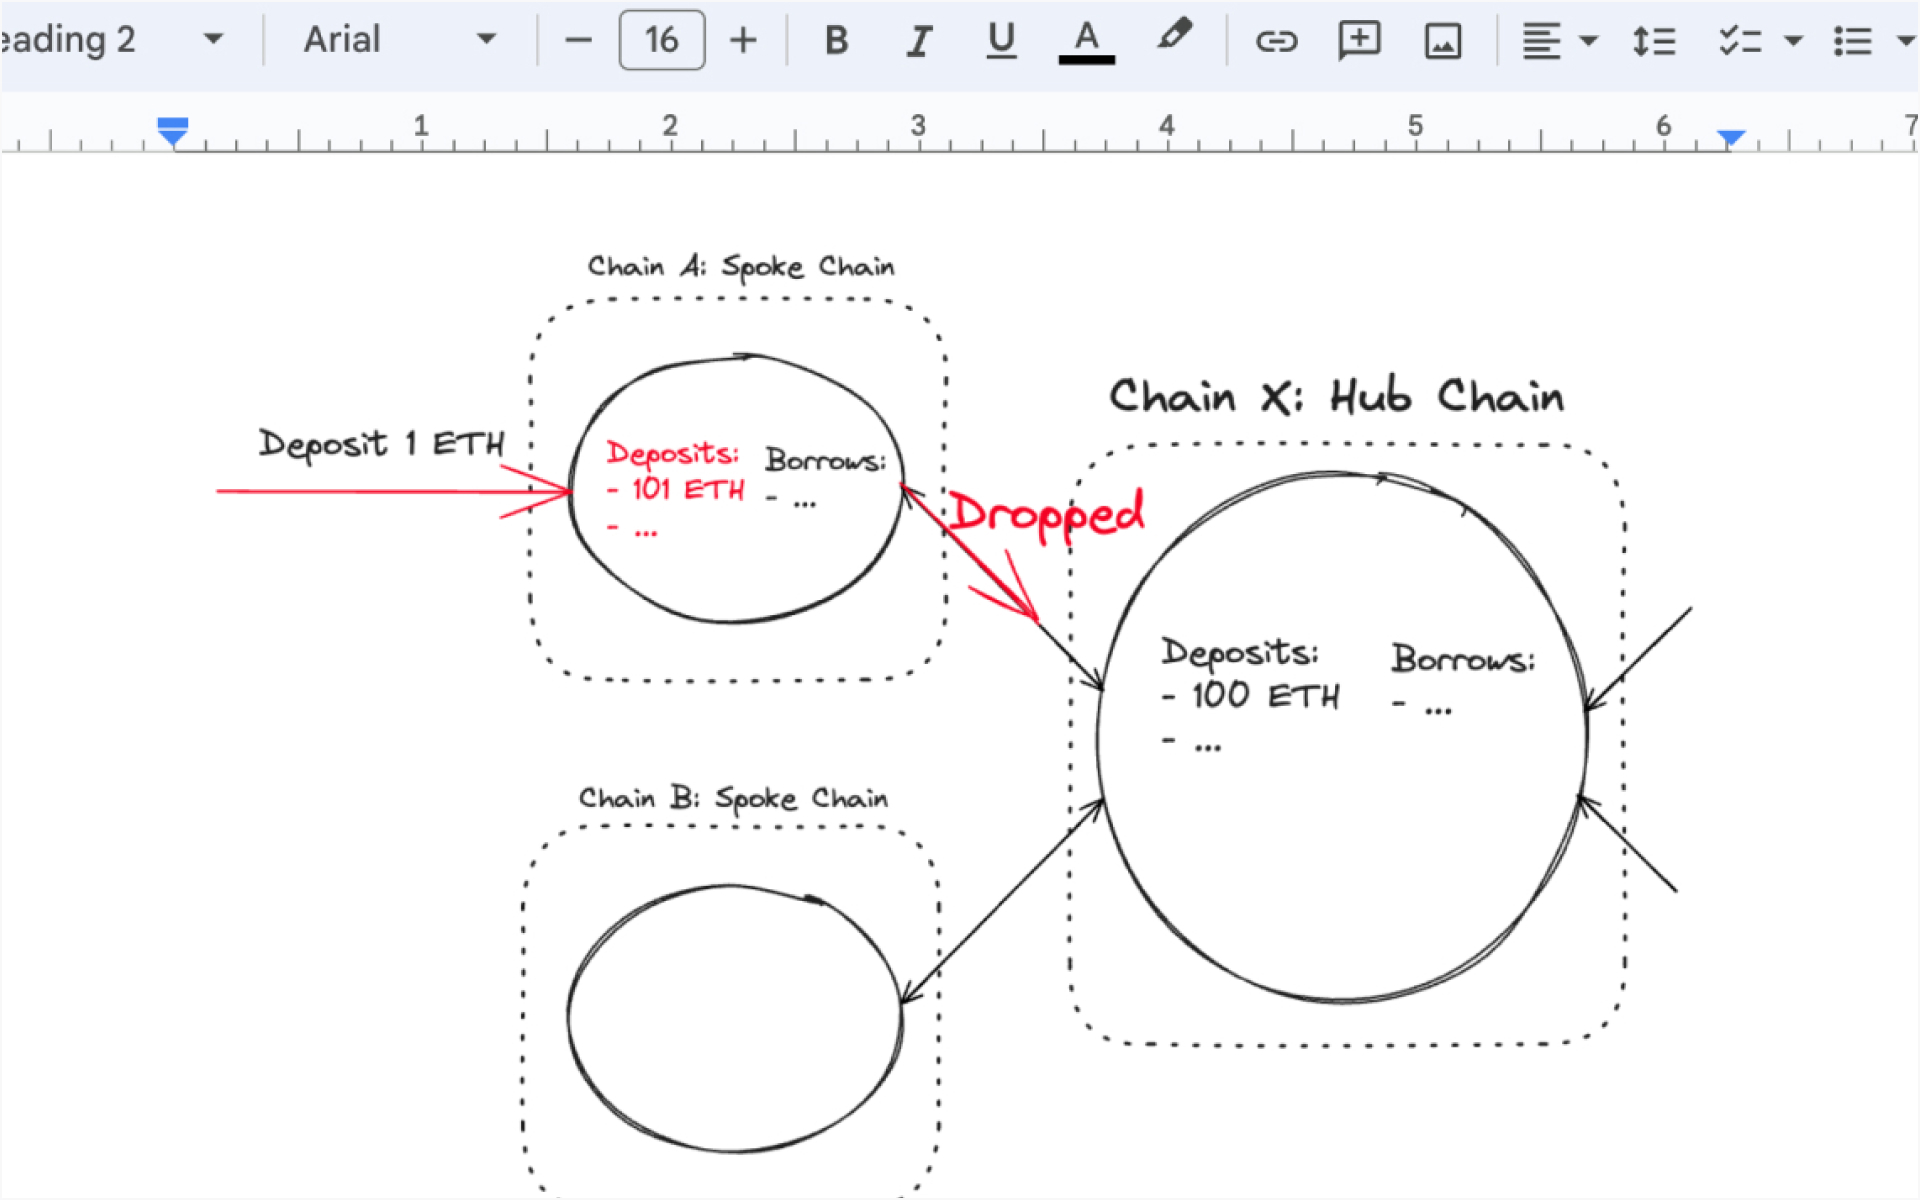 eading 2 Arial 16 B I U A
1 2 3 4 5 6 7
Chain A: Spoke Chain
Deposit 1 ETH
Deposits:
- 101 ETH
- ...
Borrows:
- ...
Dropped
Chain X: Hub Chain
Deposits:
- 100 ETH
- ...
Borrows:
- ...
Chain B: Spoke Chain